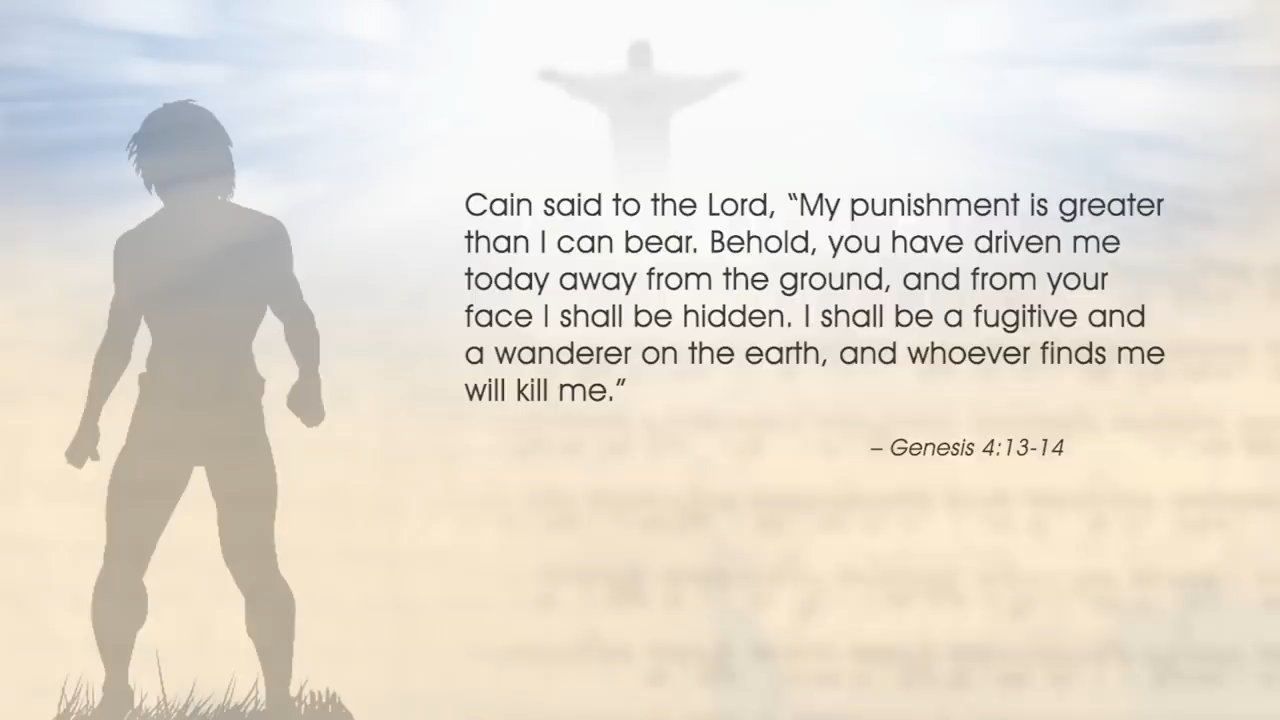 Cain said to the Lord, “My punishment is greater
than I can bear. Behold, you have driven me
today away from the ground, and from your
face I shall be hidden. I shall be a fugitive and
a wanderer on the earth, and whoever finds me
will kill me.”
– Genesis 4:13-14